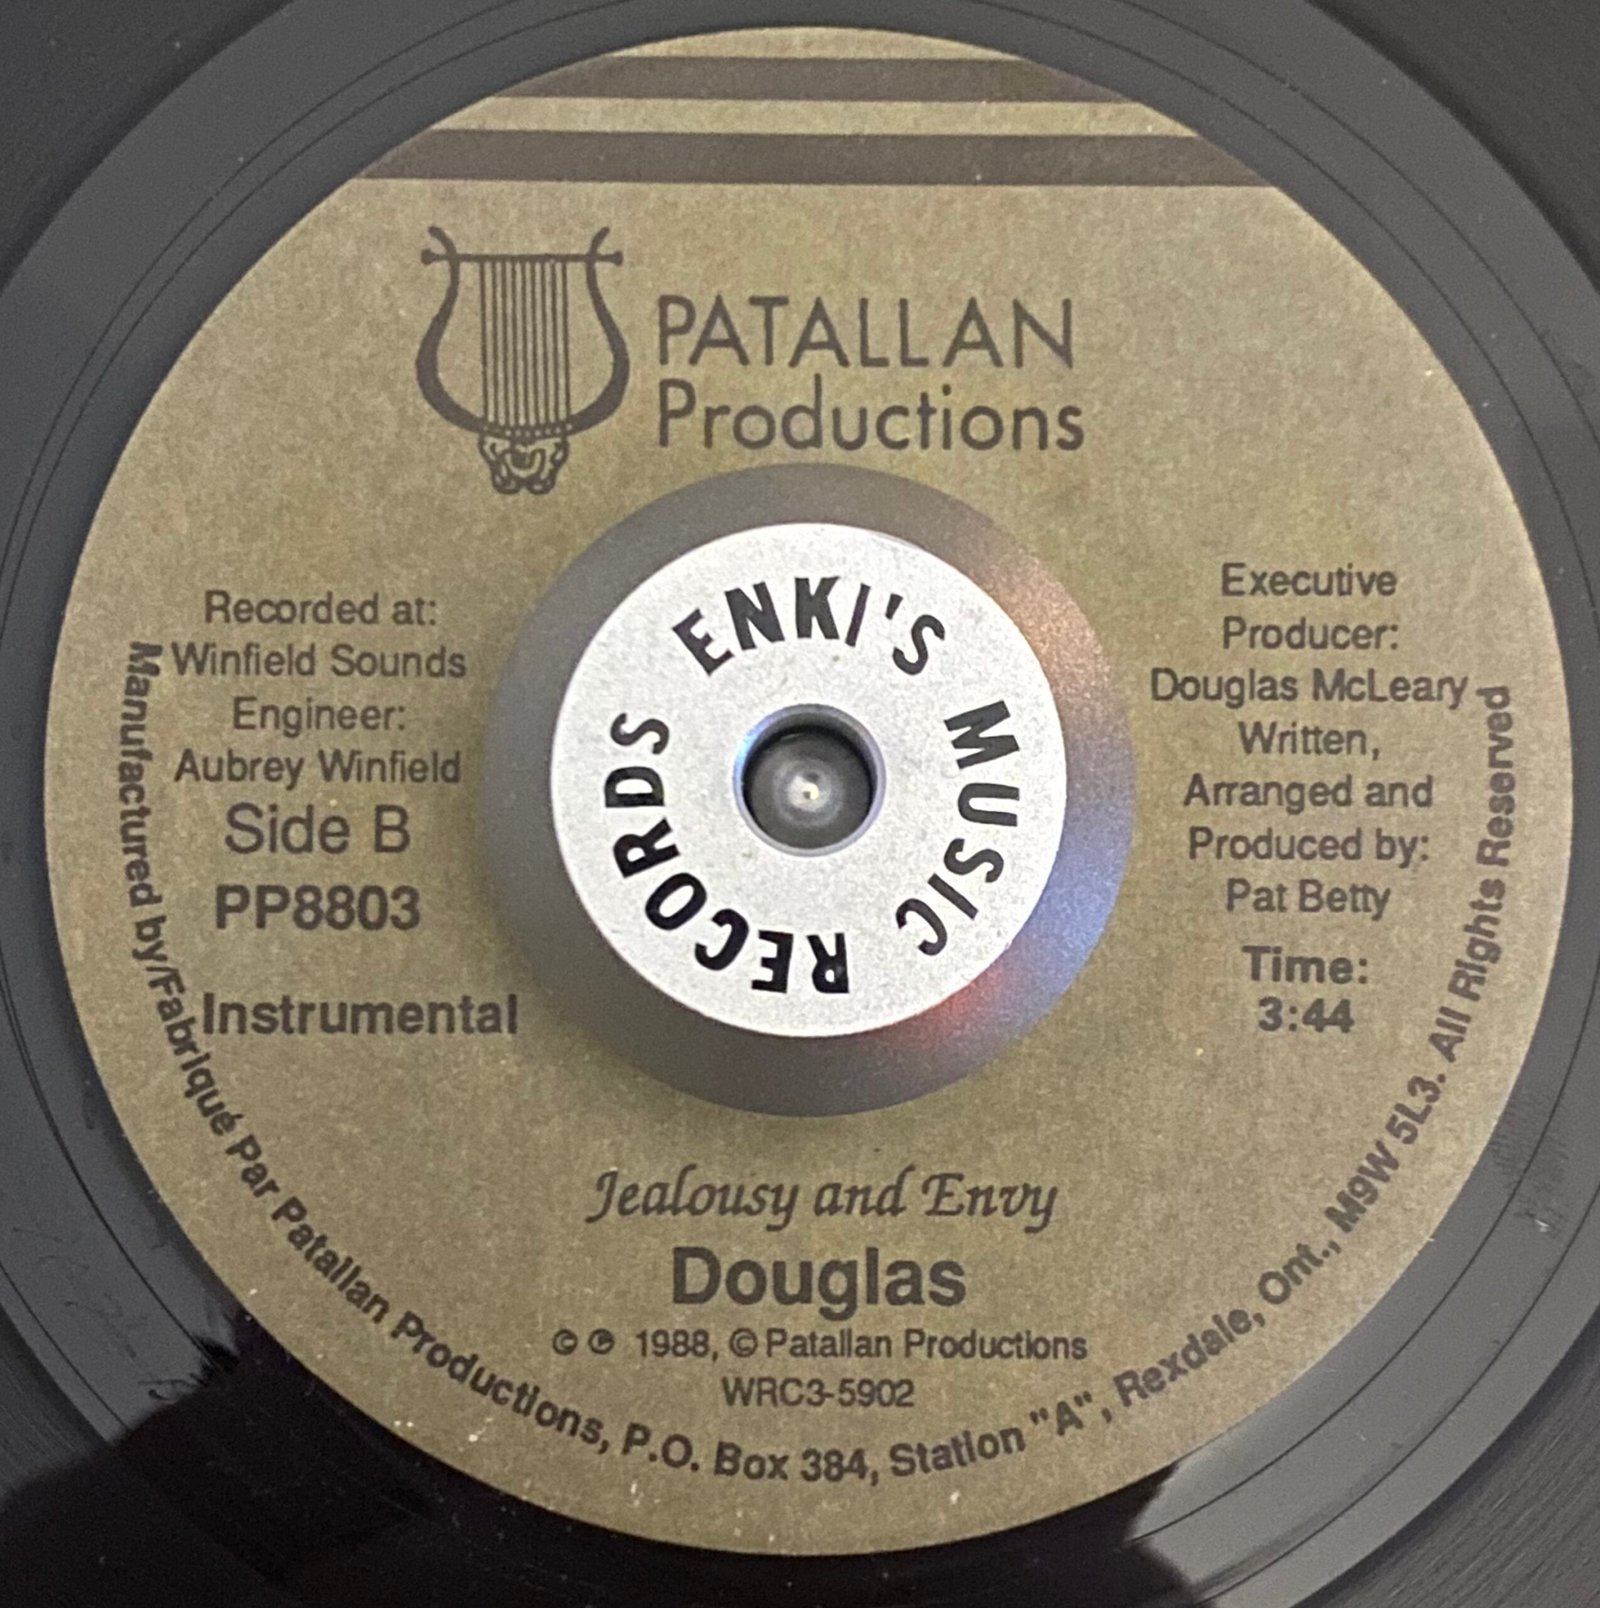 PATALLAN
Productions
Recorded at:
Winfield Sounds
Engineer:
Aubrey Winfield
Side B
PP8803
Instrumental
ENKI'S MUSIC RECORDS
Executive
Producer:
Douglas McLeary
Written,
Arranged and
Produced by:
Pat Betty
Time:
3:44
Jealousy and Envy
Douglas
© ℗ 1988, © Patallan Productions
WRC3-5902
Manufactured by/Fabriqué Par Patallan Productions, P.O. Box 384, Station "A", Rexdale, Ont., M9W 5L3. All Rights Reserved